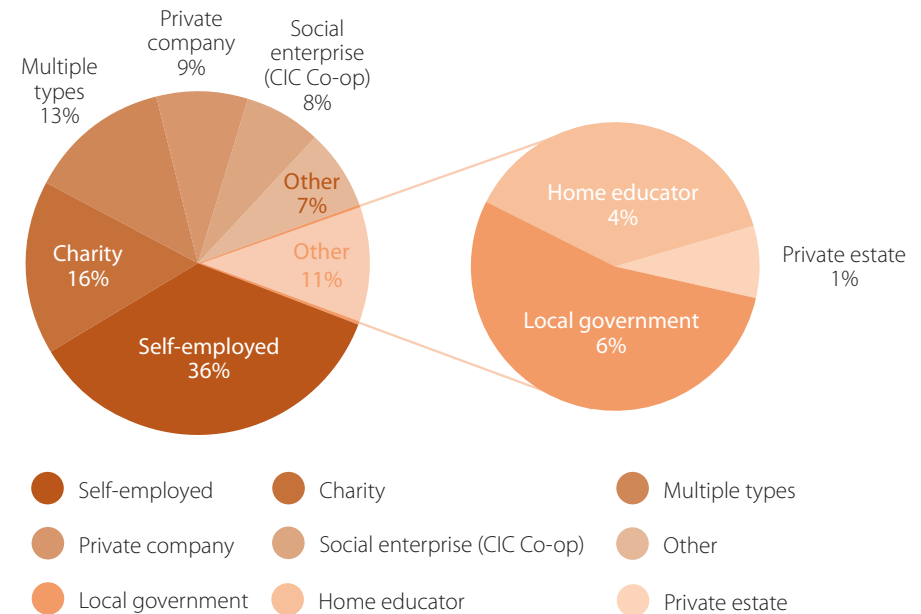 Private
company
9%
Social
enterprise
(CIC Co-op)
8%
Multiple
types
13%
Other
7%
Charity
16%
Other
11%
Self-employed
36%
Home educator
4%
Private estate
1%
Local government
6%
Self-employed
Charity
Multiple types
Private company
Social enterprise (CIC Co-op)
Other
Local government
Home educator
Private estate